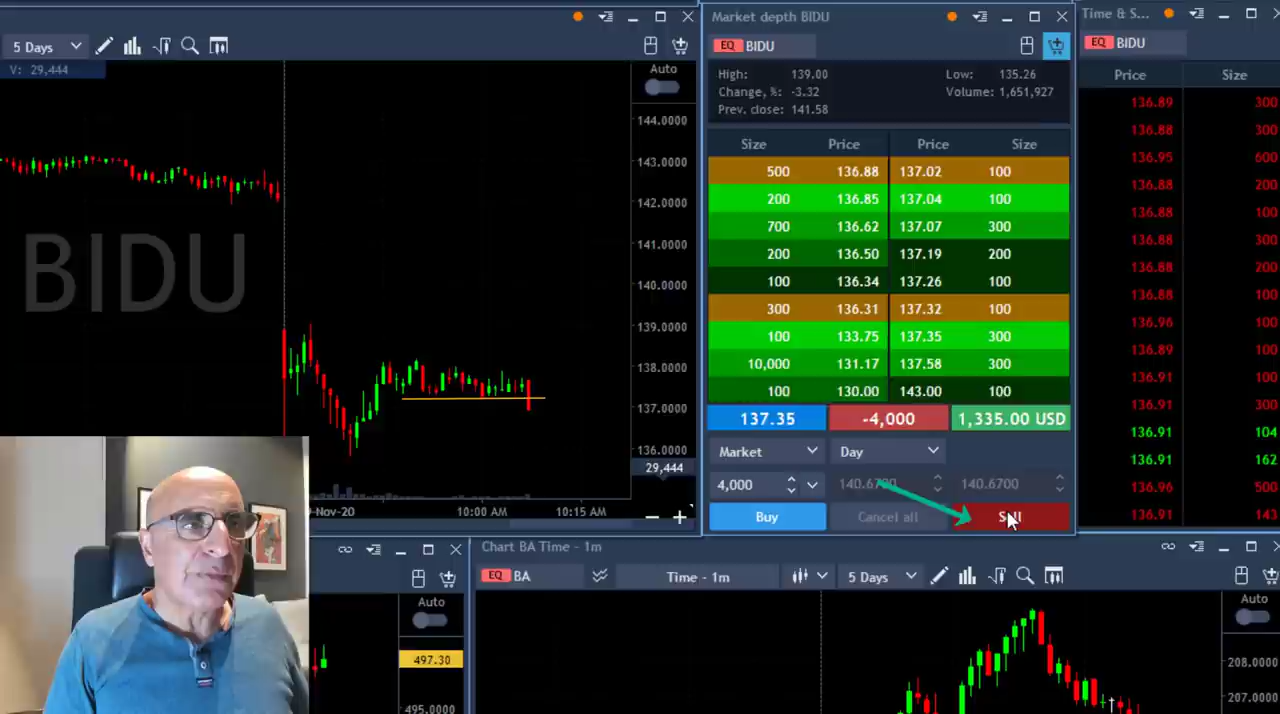 5 Days
V: 29,444
BIDU
Auto
144.0000
143.0000
142.0000
141.0000
140.0000
139.0000
138.0000
137.0000
136.0000
29,444
-Nov-20
10:00 AM
10:15 AM
Market depth BIDU
EQ BIDU
High: 139.00 Low: 135.26
Change, %: -3.32 Volume: 1,651,927
Prev. close: 141.58
Size Price Price Size
500 136.88 137.02 100
200 136.85 137.04 100
700 136.62 137.07 300
200 136.50 137.19 200
100 136.34 137.26 100
300 136.31 137.32 100
100 133.75 137.35 300
10,000 131.17 137.58 300
100 130.00 143.00 100
137.35 -4,000 1,335.00 USD
Market Day
4,000 140.6700 140.6700
Buy Cancel all Sell
Time & S...
EQ BIDU
Price Size
136.89 300
136.88 300
136.95 600
136.88 200
136.88 100
136.88 300
136.88 200
136.88 100
136.96 100
136.89 100
136.91 100
136.91 300
136.91 104
136.91 162
136.96 500
136.91 143
Auto
497.30
495.0000
Chart BA Time - 1m
EQ BA
Time - 1m
5 Days
Auto
208.0000
207.0000